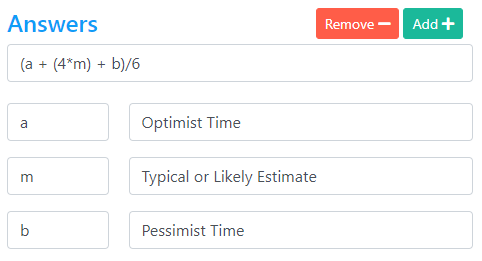 Answers
Remove
Add
(a + (4*m) + b)/6
a Optimist Time
m Typical or Likely Estimate
b Pessimist Time